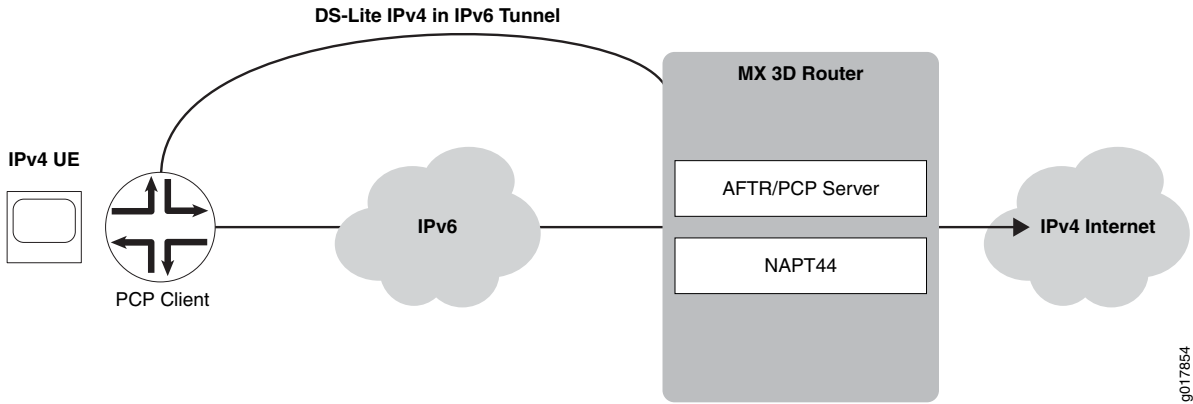 DS-Lite IPv4 in IPv6 Tunnel
MX 3D Router
IPv4 UE
AFTR/PCP Server
IPv6
IPv4 Internet
NAPT44
PCP Client
g017854